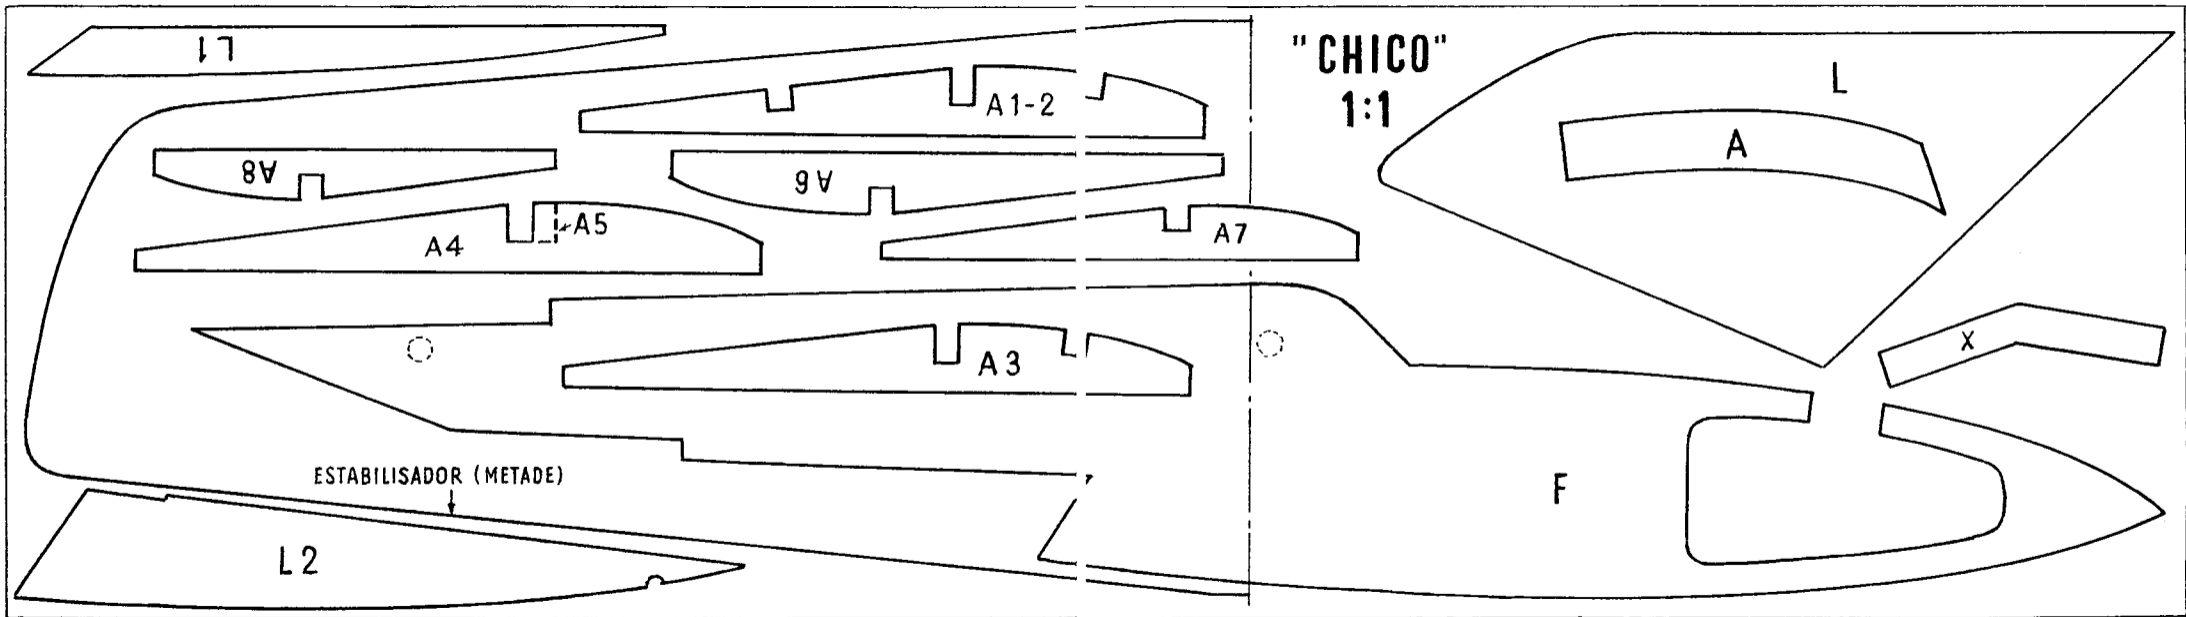 L1
"CHICO"
1:1
L
A1-2
A
A8
A6
A5
A4
A7
X
A3
ESTABILISADOR (METADE)
F
L2